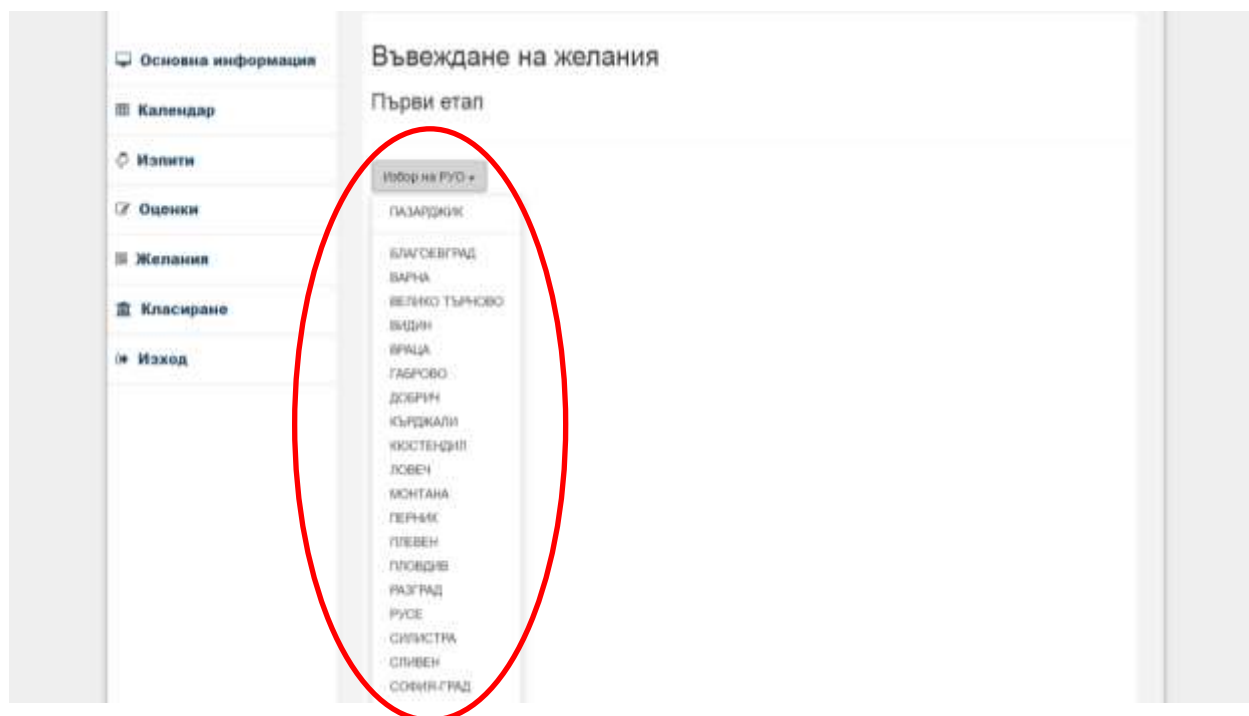 Основна информация
Календар
Изпити
Оценки
Желания
Класиране
Изход
Въвеждане на желания
Първи етап
Избор на РУО
ПАЗАРДЖИК
БЛАГОЕВГРАД
ВАРНА
ВЕЛИКО ТЪРНОВО
ВИДИН
ВРАЦА
ГАБРОВО
ДОБРИЧ
КЪРДЖАЛИ
КЮСТЕНДИЛ
ЛОВЕЧ
МОНТАНА
ПЕРНИК
ПЛЕВЕН
ПЛОВДИВ
РАЗГРАД
РУСЕ
СИЛИСТРА
СЛИВЕН
СОФИЯ-ГРАД